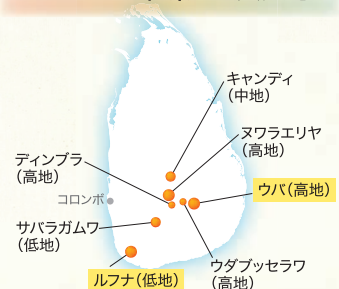 キャンディ
（中地）
ヌワラエリヤ
（高地）
ディンブラ
（高地）
ウバ（高地）
コロンボ
サバラガムワ
（低地）
ウダブッセラワ
（高地）
ルフナ（低地）